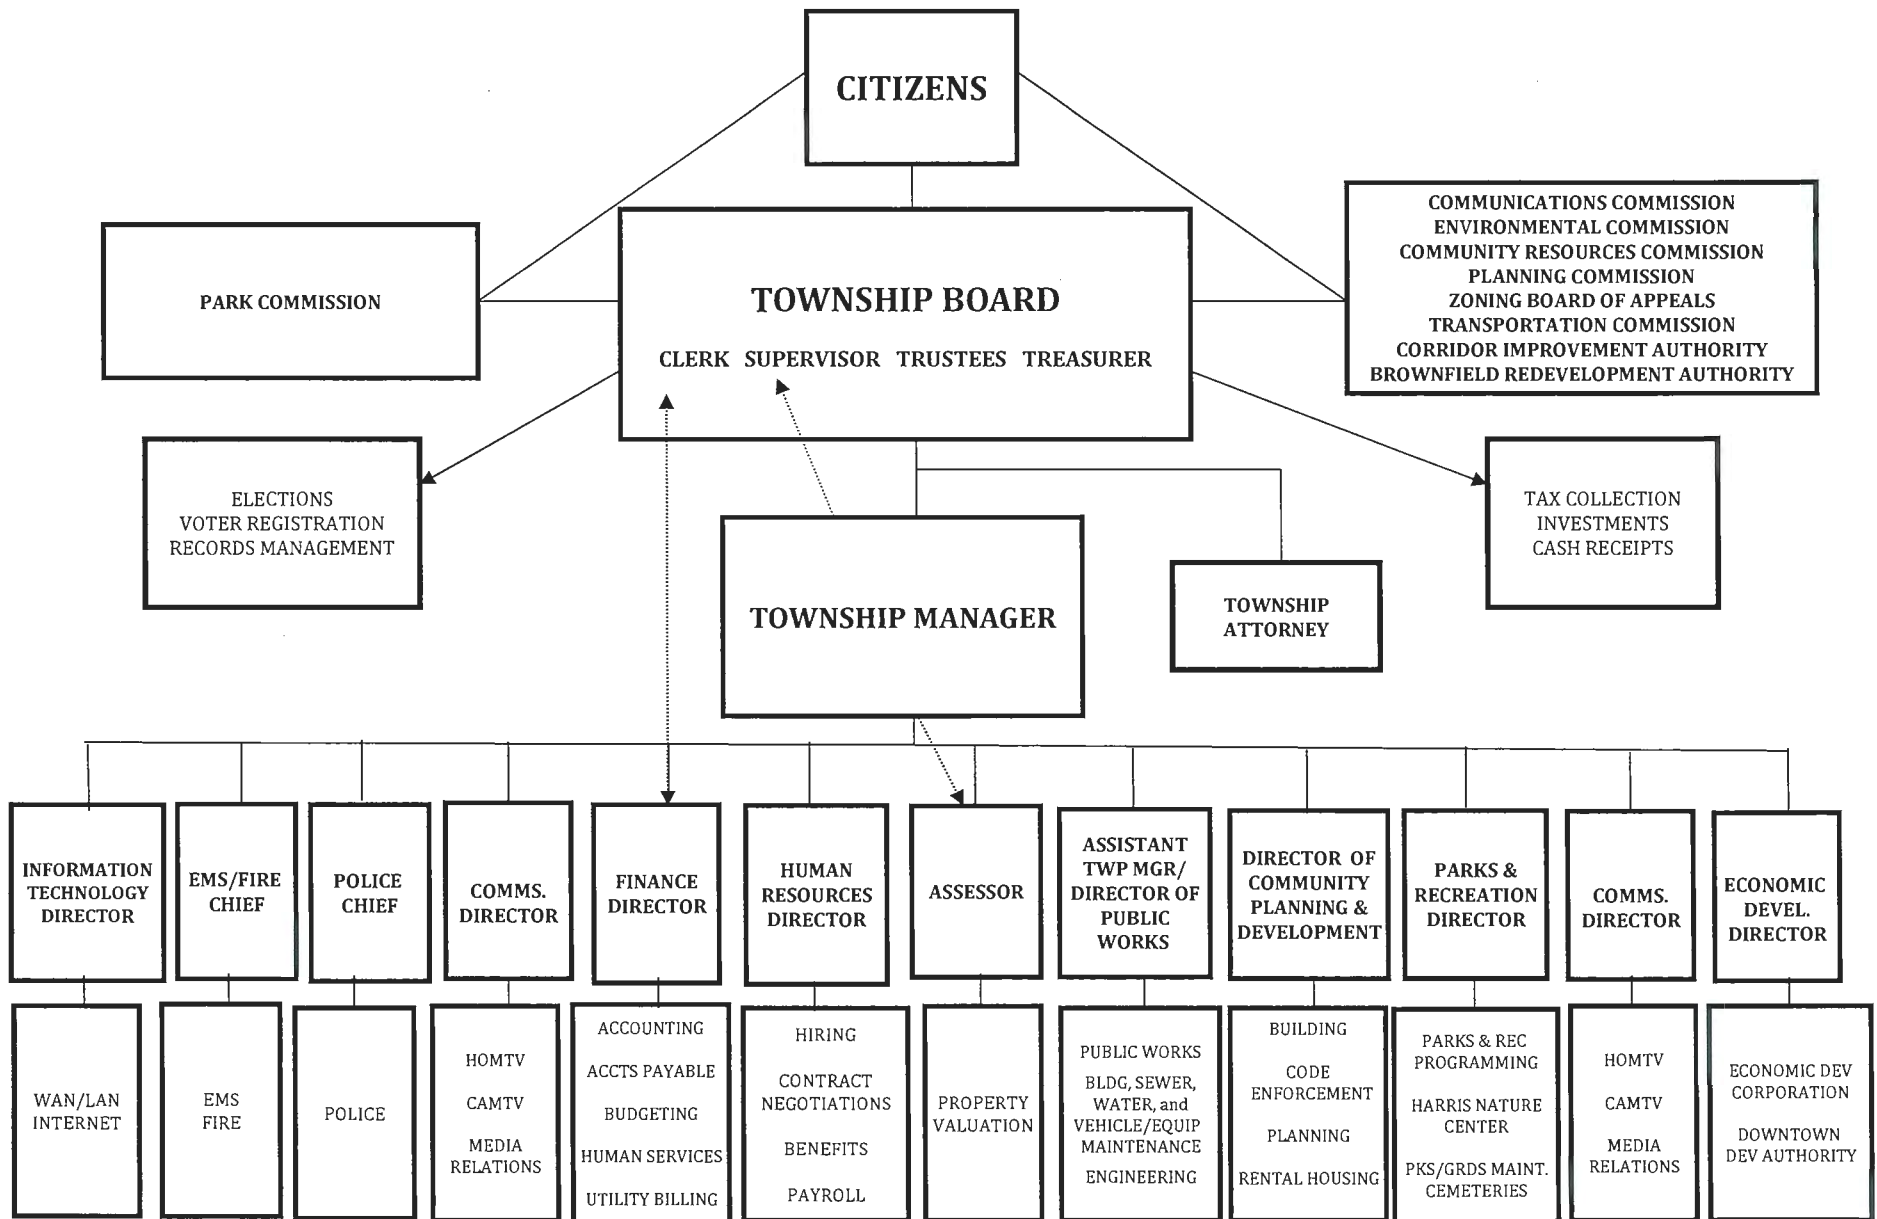 CITIZENS
PARK COMMISSION
TOWNSHIP BOARD
CLERK SUPERVISOR TRUSTEES TREASURER
COMMUNICATIONS COMMISSION
ENVIRONMENTAL COMMISSION
COMMUNITY RESOURCES COMMISSION
PLANNING COMMISSION
ZONING BOARD OF APPEALS
TRANSPORTATION COMMISSION
CORRIDOR IMPROVEMENT AUTHORITY
BROWNFIELD REDEVELOPMENT AUTHORITY
ELECTIONS
VOTER REGISTRATION
RECORDS MANAGEMENT
TAX COLLECTION
INVESTMENTS
CASH RECEIPTS
TOWNSHIP MANAGER
TOWNSHIP
ATTORNEY
INFORMATION
TECHNOLOGY
DIRECTOR
EMS/FIRE
CHIEF
POLICE
CHIEF
COMMS.
DIRECTOR
FINANCE
DIRECTOR
HUMAN
RESOURCES
DIRECTOR
ASSESSOR
ASSISTANT
TWP MGR/
DIRECTOR OF
PUBLIC
WORKS
DIRECTOR OF
COMMUNITY
PLANNING &
DEVELOPMENT
PARKS &
RECREATION
DIRECTOR
COMMS.
DIRECTOR
ECONOMIC
DEVEL.
DIRECTOR
WAN/LAN
INTERNET
EMS
FIRE
POLICE
HOMTV
CAMTV
MEDIA
RELATIONS
ACCOUNTING
ACCTS PAYABLE
BUDGETING
HUMAN SERVICES
UTILITY BILLING
HIRING
CONTRACT
NEGOTIATIONS
BENEFITS
PAYROLL
PROPERTY
VALUATION
PUBLIC WORKS
BLDG, SEWER,
WATER, and
VEHICLE/EQUIP
MAINTENANCE
ENGINEERING
BUILDING
CODE
ENFORCEMENT
PLANNING
RENTAL HOUSING
PARKS & REC
PROGRAMMING
HARRIS NATURE
CENTER
PKS/GRDS MAINT.
CEMETERIES
HOMTV
CAMTV
MEDIA
RELATIONS
ECONOMIC DEV
CORPORATION
DOWNTOWN
DEV AUTHORITY